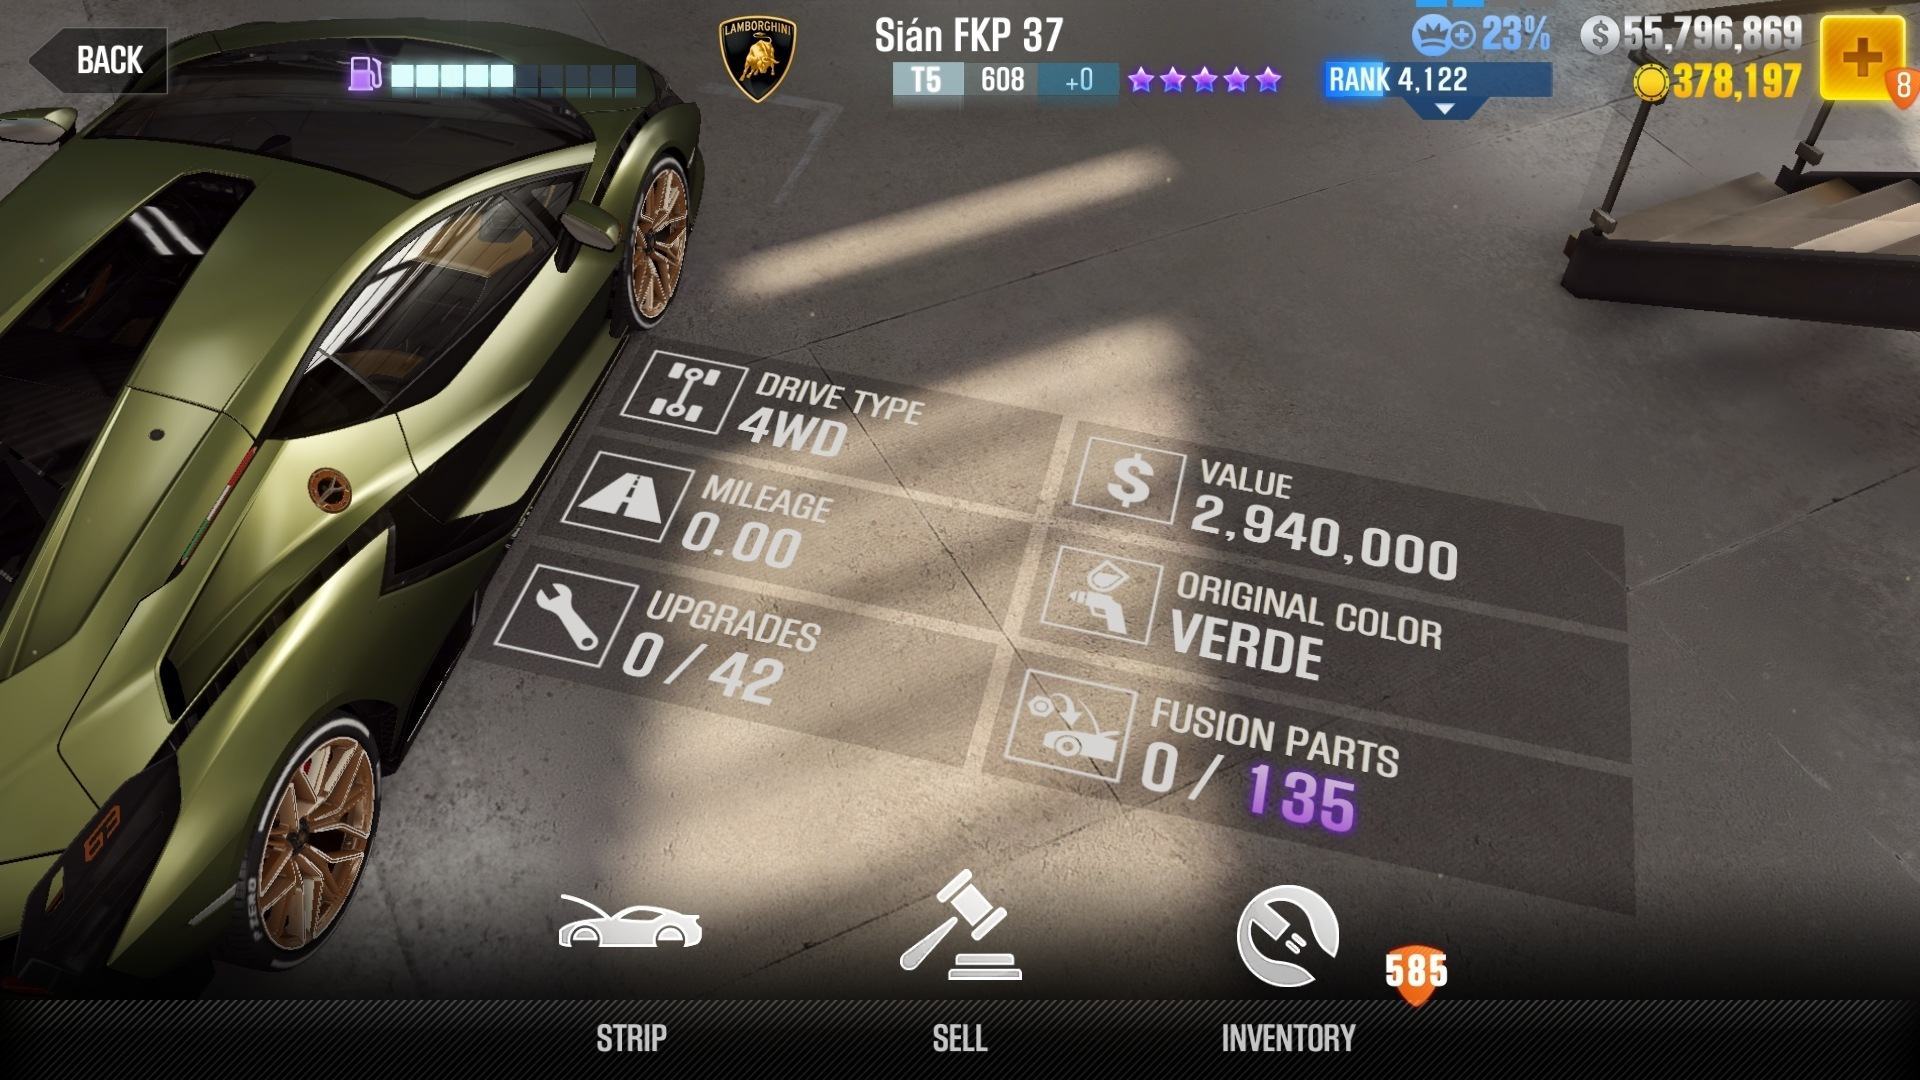 BACK
LAMBORGHINI
Sián FKP 37
T5 608 +0
RANK 4,122
23%
55,796,869
378,197
8
DRIVE TYPE
4WD
MILEAGE
0.00
UPGRADES
0 / 42
VALUE
2,940,000
ORIGINAL COLOR
VERDE
FUSION PARTS
0 / 135
63
585
STRIP
SELL
INVENTORY